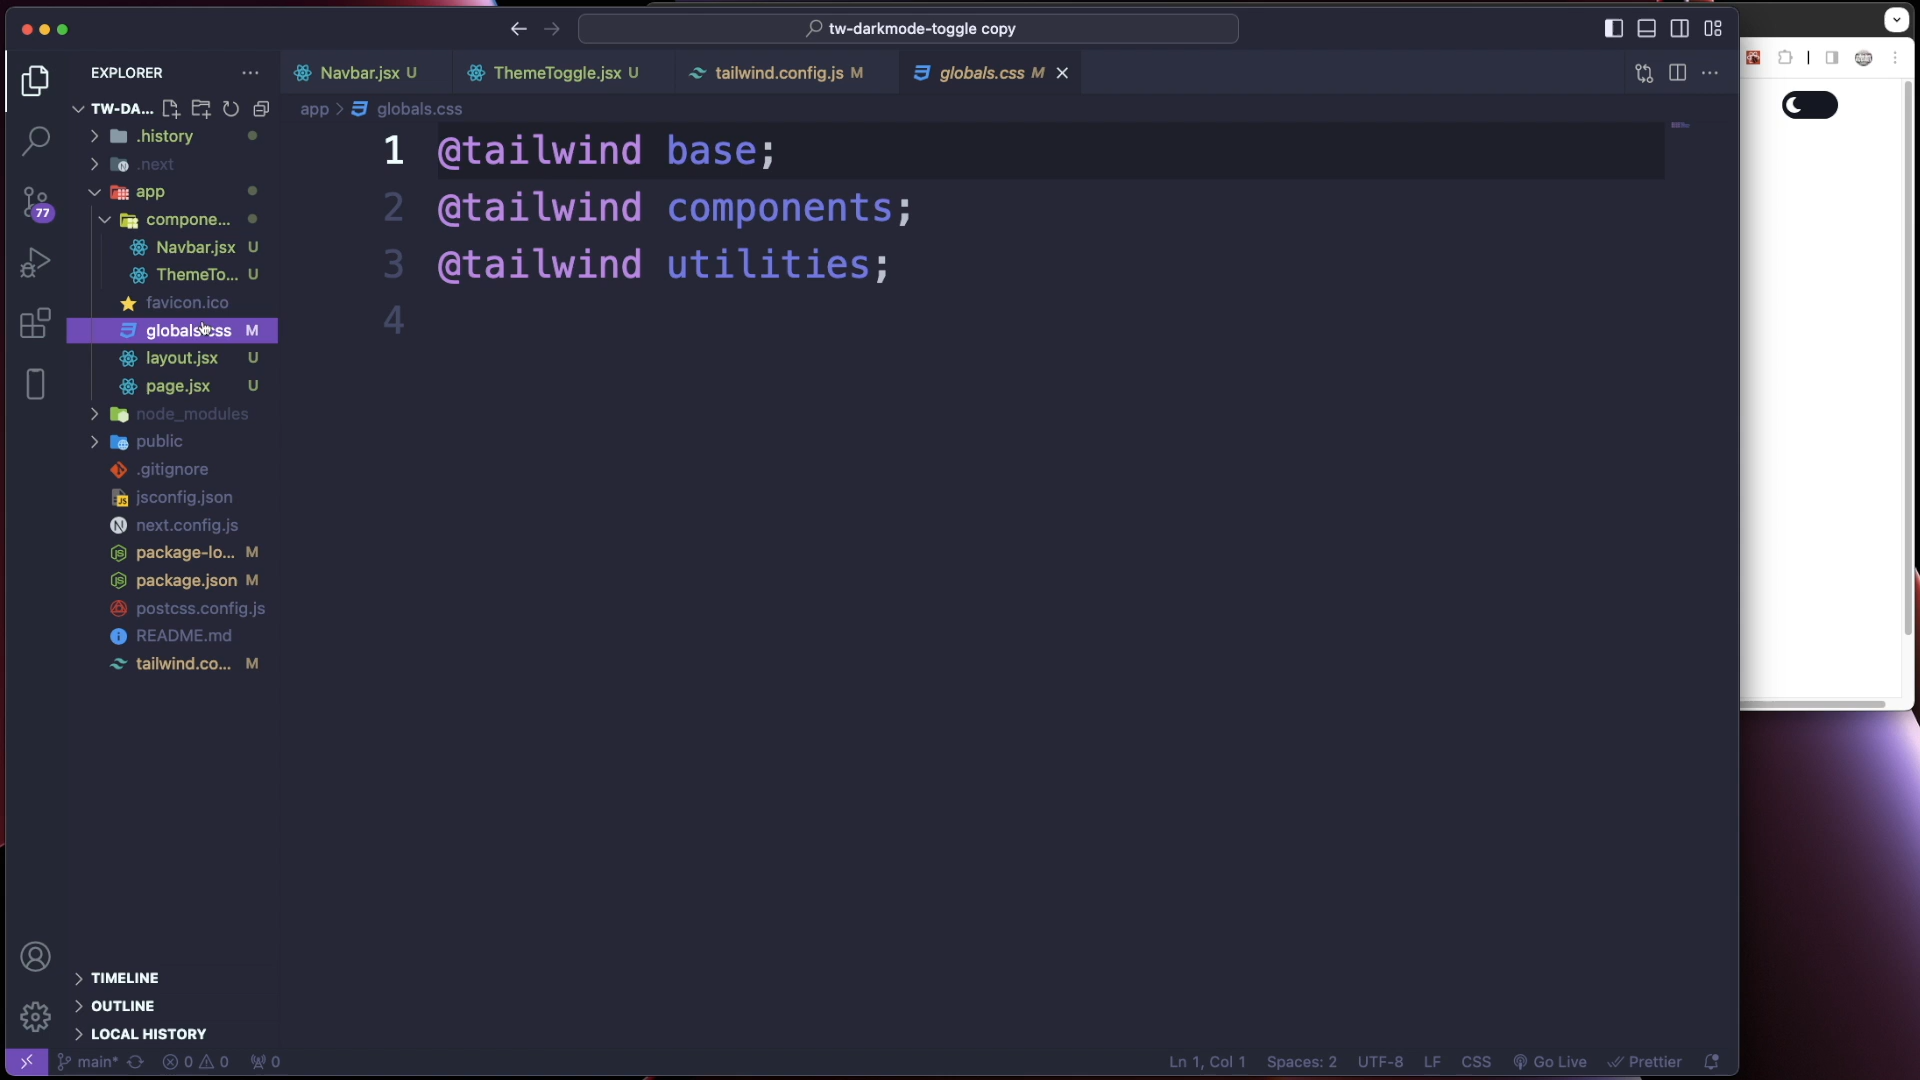 tw-darkmode-toggle copy
EXPLORER
Navbar.jsx U
ThemeToggle.jsx U
tailwind.config.js M
globals.css M
TW-DA...
app > globals.css
.history
.next
app
compone...
Navbar.jsx U
ThemeTo... U
favicon.ico
globals.css M
layout.jsx U
page.jsx U
node_modules
public
.gitignore
jsconfig.json
next.config.js
package-lo... M
package.json M
postcss.config.js
README.md
tailwind.co... M
77
1 @tailwind base;
2 @tailwind components;
3 @tailwind utilities;
4
TIMELINE
OUTLINE
LOCAL HISTORY
main* 0 0 0
Ln 1, Col 1 Spaces: 2 UTF-8 LF CSS Go Live Prettier